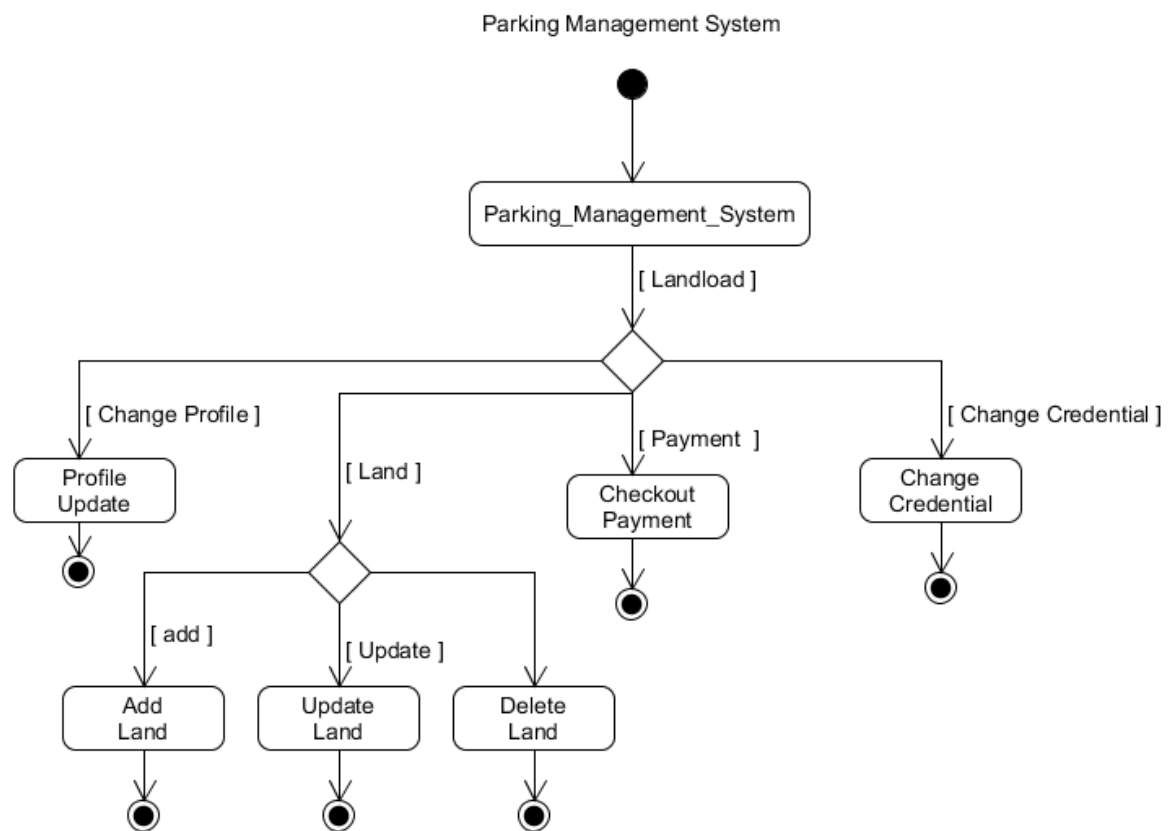 Parking Management System
Parking_Management_System
[ Landload ]
[ Change Profile ]
[ Change Credential ]
[ Payment  ]
[ Land ]
Profile
Update
Checkout
Payment
Change
Credential
[ add ]
[ Update ]
Add
Land
Update
Land
Delete
Land